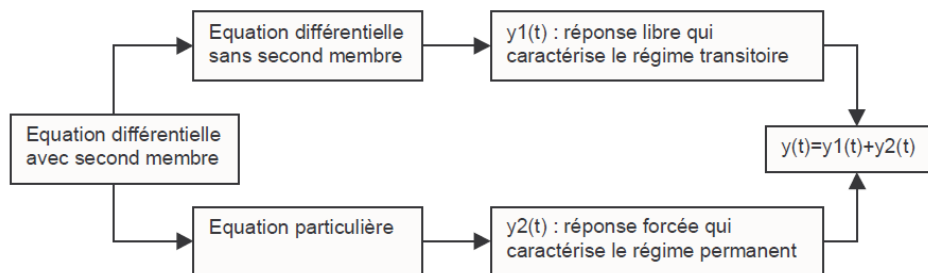 Equation différentielle
sans second membre
y1(t) : réponse libre qui
caractérise le régime transitoire
Equation différentielle
avec second membre
y(t)=y1(t)+y2(t)
Equation particulière
y2(t) : réponse forcée qui
caractérise le régime permanent